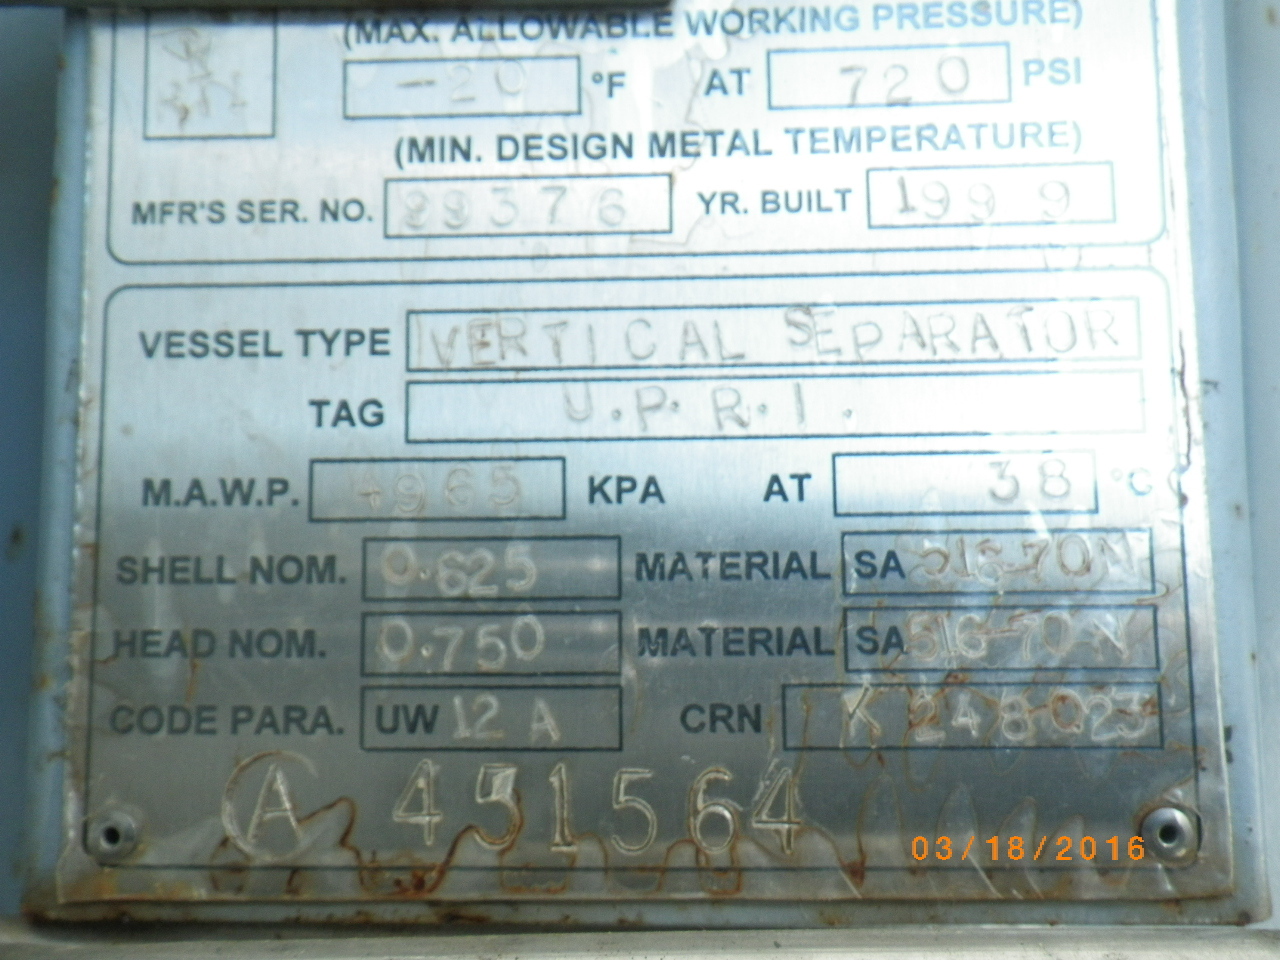 (MAX. ALLOWABLE WORKING PRESSURE)
-20 °F AT 720 PSI
(MIN. DESIGN METAL TEMPERATURE)
MFR'S SER. NO. 99376 YR. BUILT 1999
VESSEL TYPE VERTICAL SEPARATOR
TAG U.P.R.I.
M.A.W.P. 4965 KPA AT 38 °C
SHELL NOM. 0.625 MATERIAL SA 516-70N
HEAD NOM. 0.750 MATERIAL SA 516-70N
CODE PARA. UW 12 A CRN K 248-023
A 451564
03/18/2016